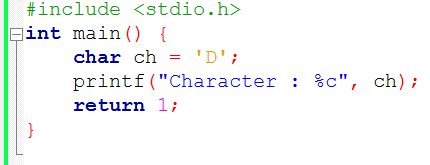 #include <stdio.h>
int main() {
    char ch = 'D';
    printf("Character : %c", ch);
    return 1;
}